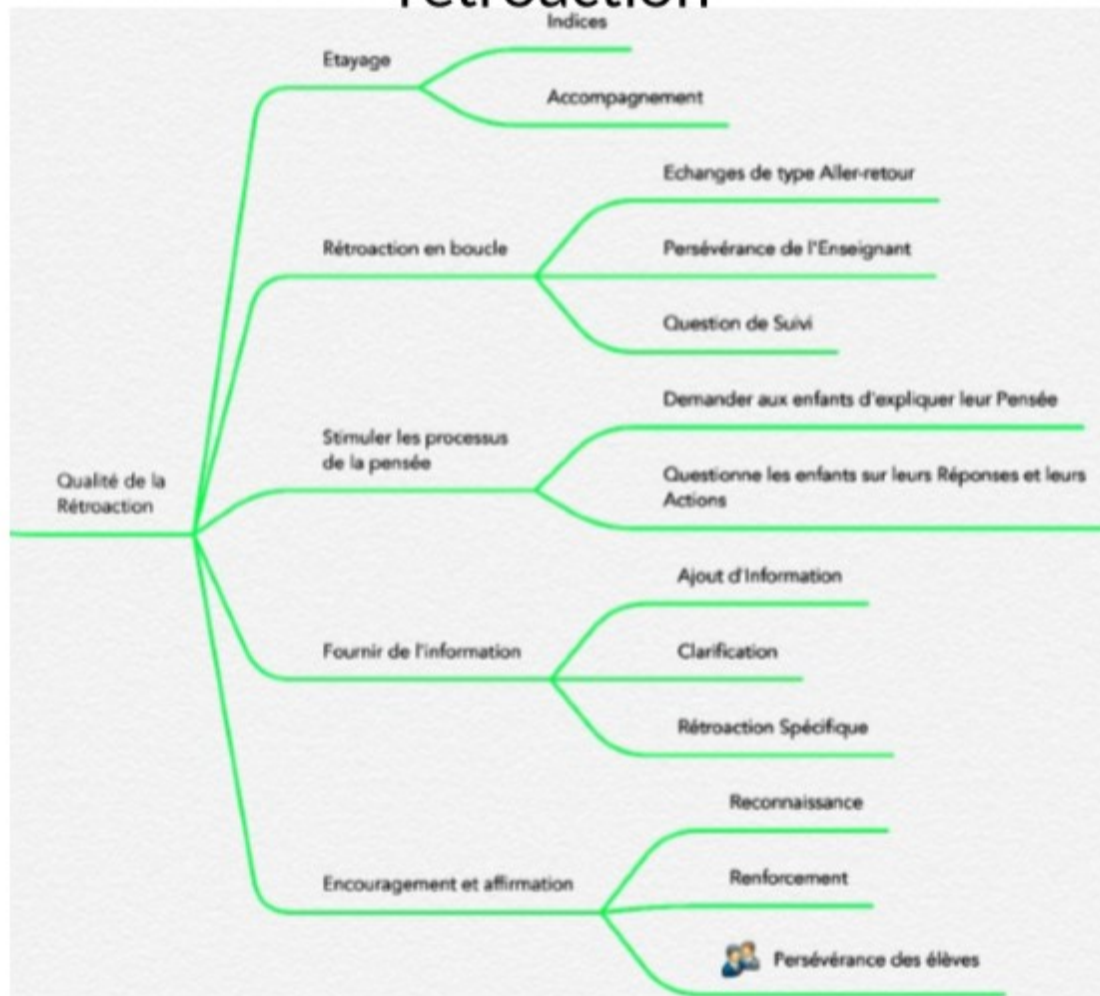 rétroaction
Indices
Etayage
Accompagnement
Echanges de type Aller-retour
Rétroaction en boucle
Persévérance de l'Enseignant
Question de Suivi
Demander aux enfants d'expliquer leur Pensée
Stimuler les processus
de la pensée
Questionne les enfants sur leurs Réponses et leurs
Actions
Qualité de la
Rétroaction
Ajout d'Information
Fournir de l'information
Clarification
Rétroaction Spécifique
Reconnaissance
Encouragement et affirmation
Renforcement
Persévérance des élèves